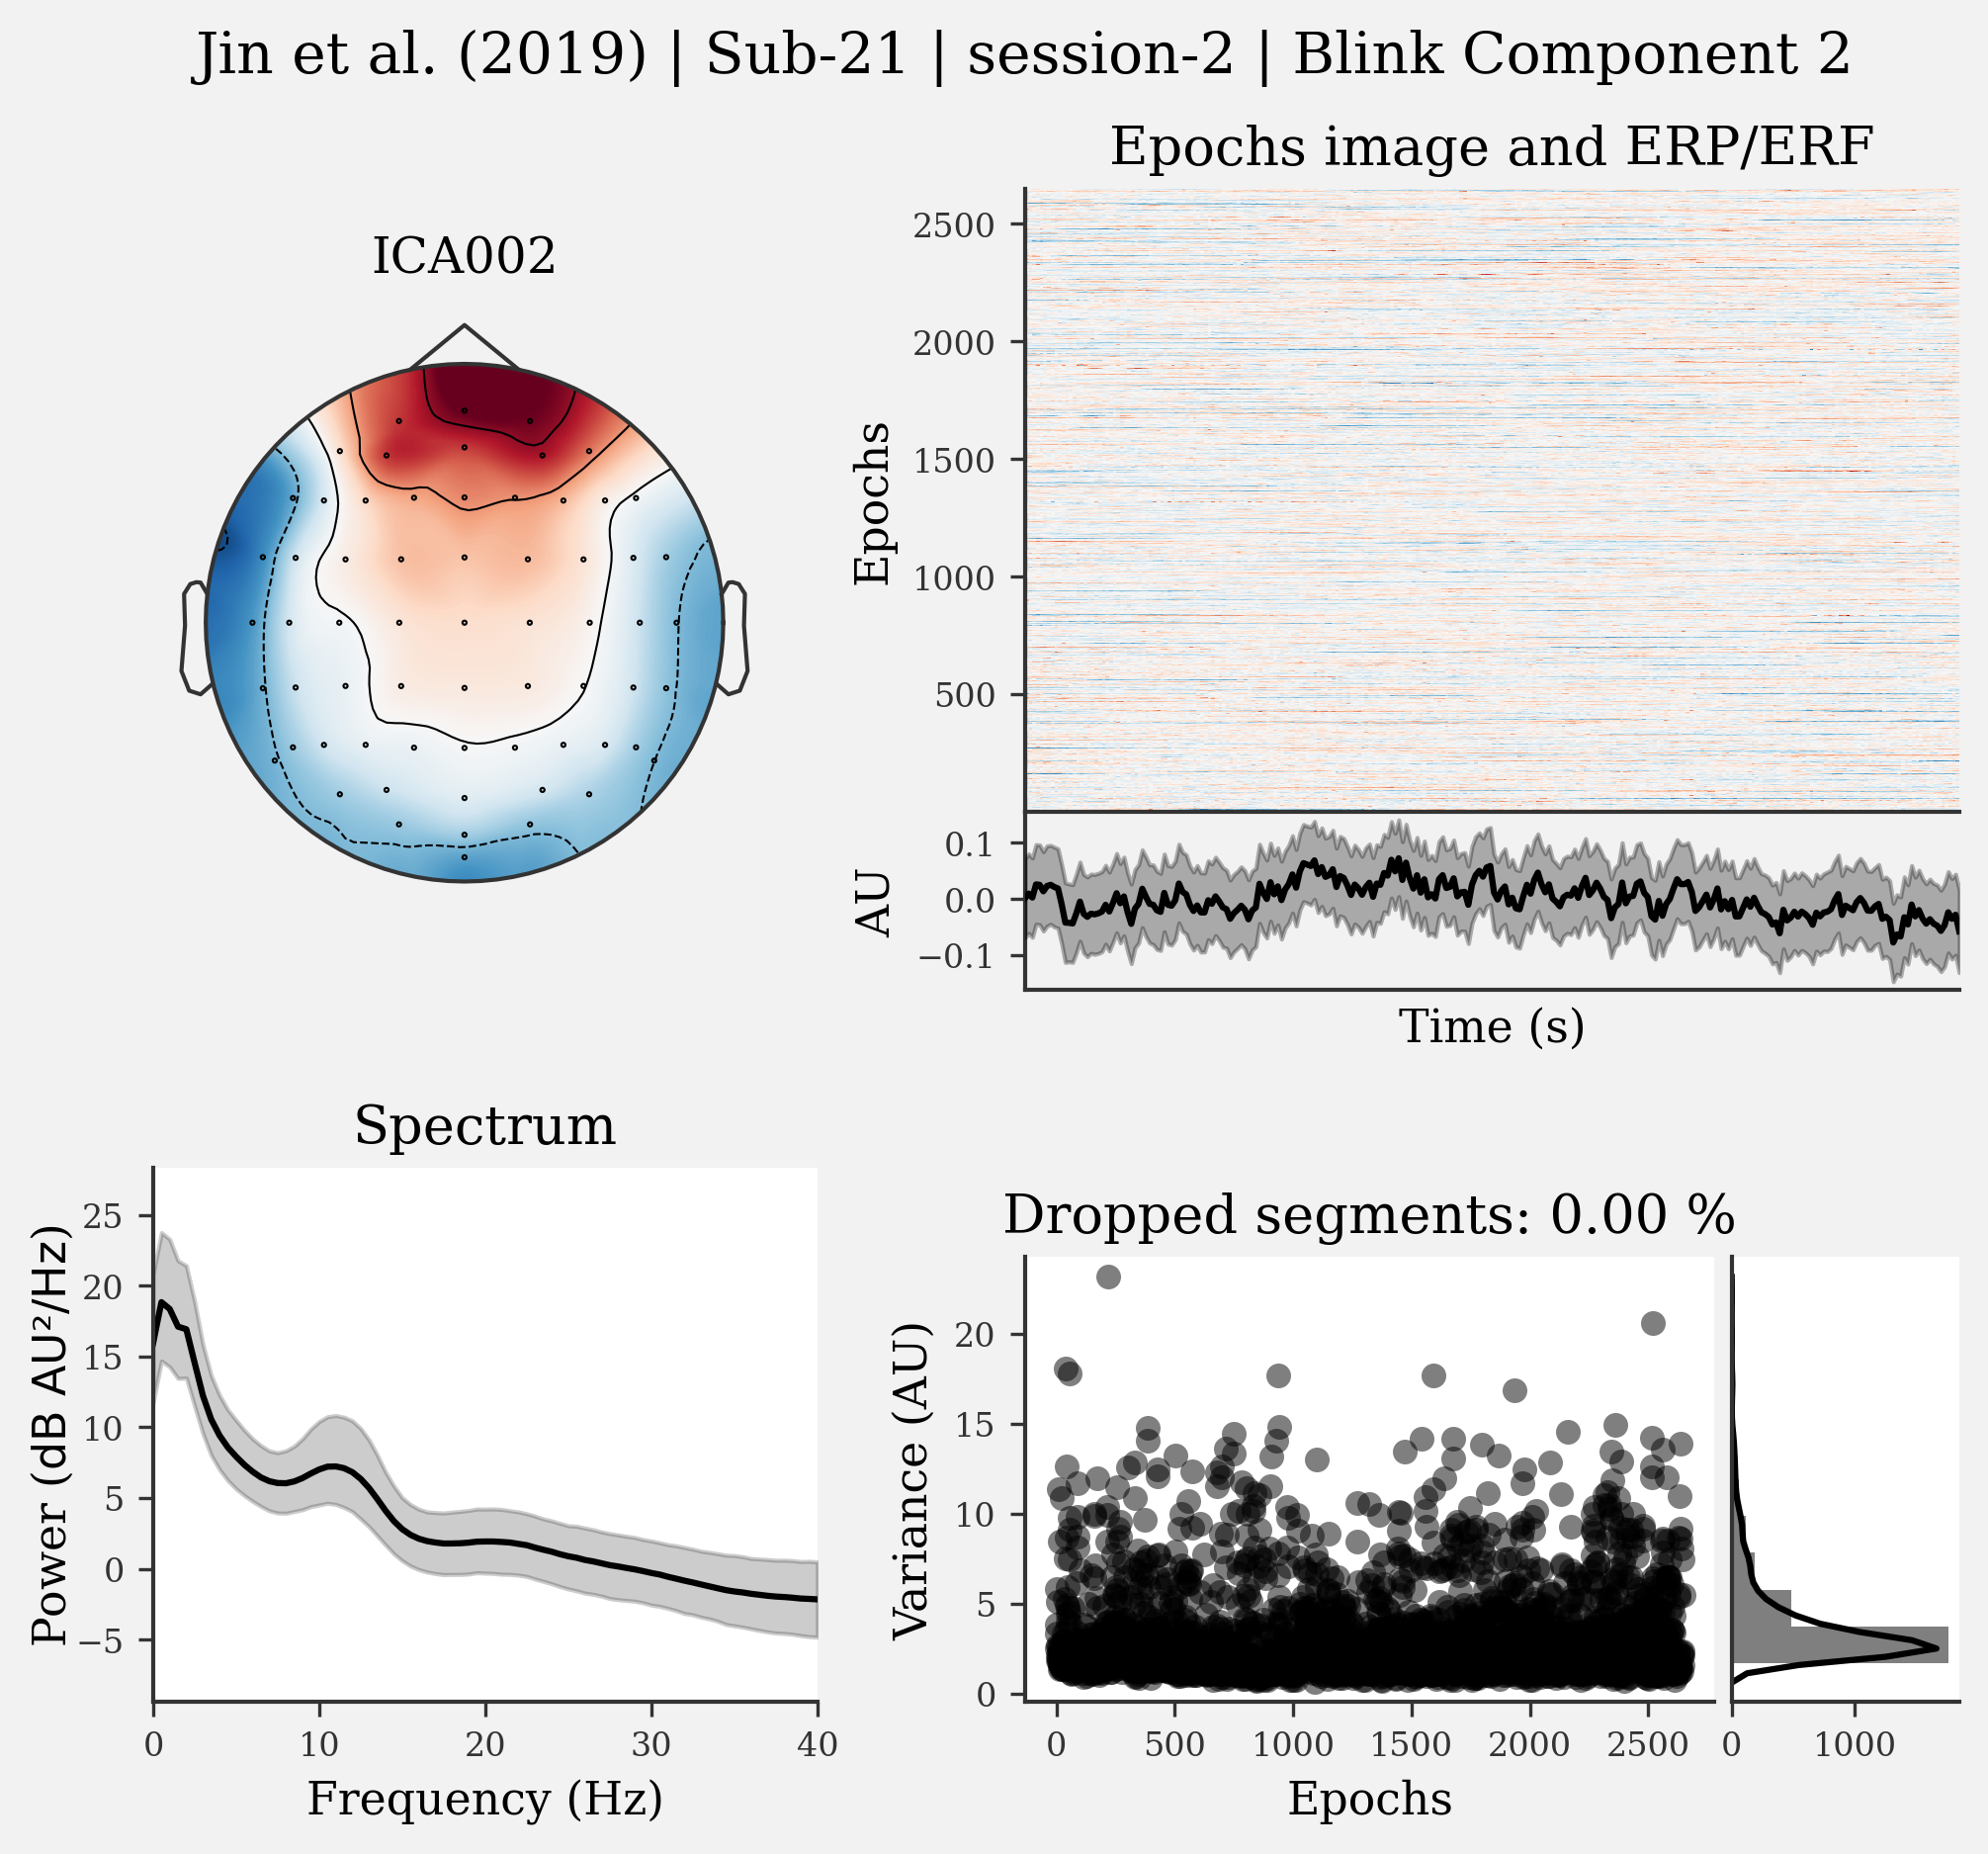 Jin et al. (2019) | Sub-21 | session-2 | Blink Component 2
ICA002
Epochs image and ERP/ERF
Epochs
2500
2000
1500
1000
500
AU
0.1
0.0
−0.1
Time (s)
Spectrum
Power (dB AU²/Hz)
25
20
15
10
5
0
−5
0 10 20 30 40
Frequency (Hz)
Dropped segments: 0.00 %
Variance (AU)
20
15
10
5
0
0 500 1000 1500 2000 2500
Epochs
0 1000